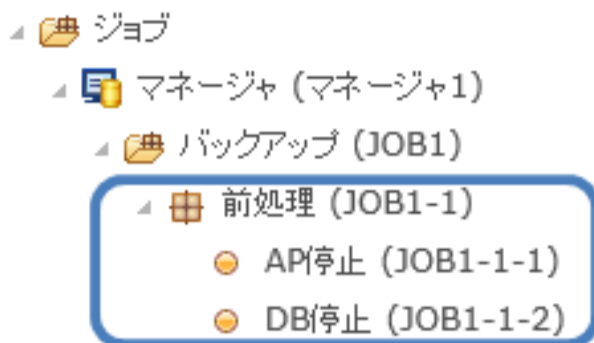 ジョブ
マネージャ (マネージャ1)
バックアップ (JOB1)
前処理 (JOB1-1)
AP停止 (JOB1-1-1)
DB停止 (JOB1-1-2)